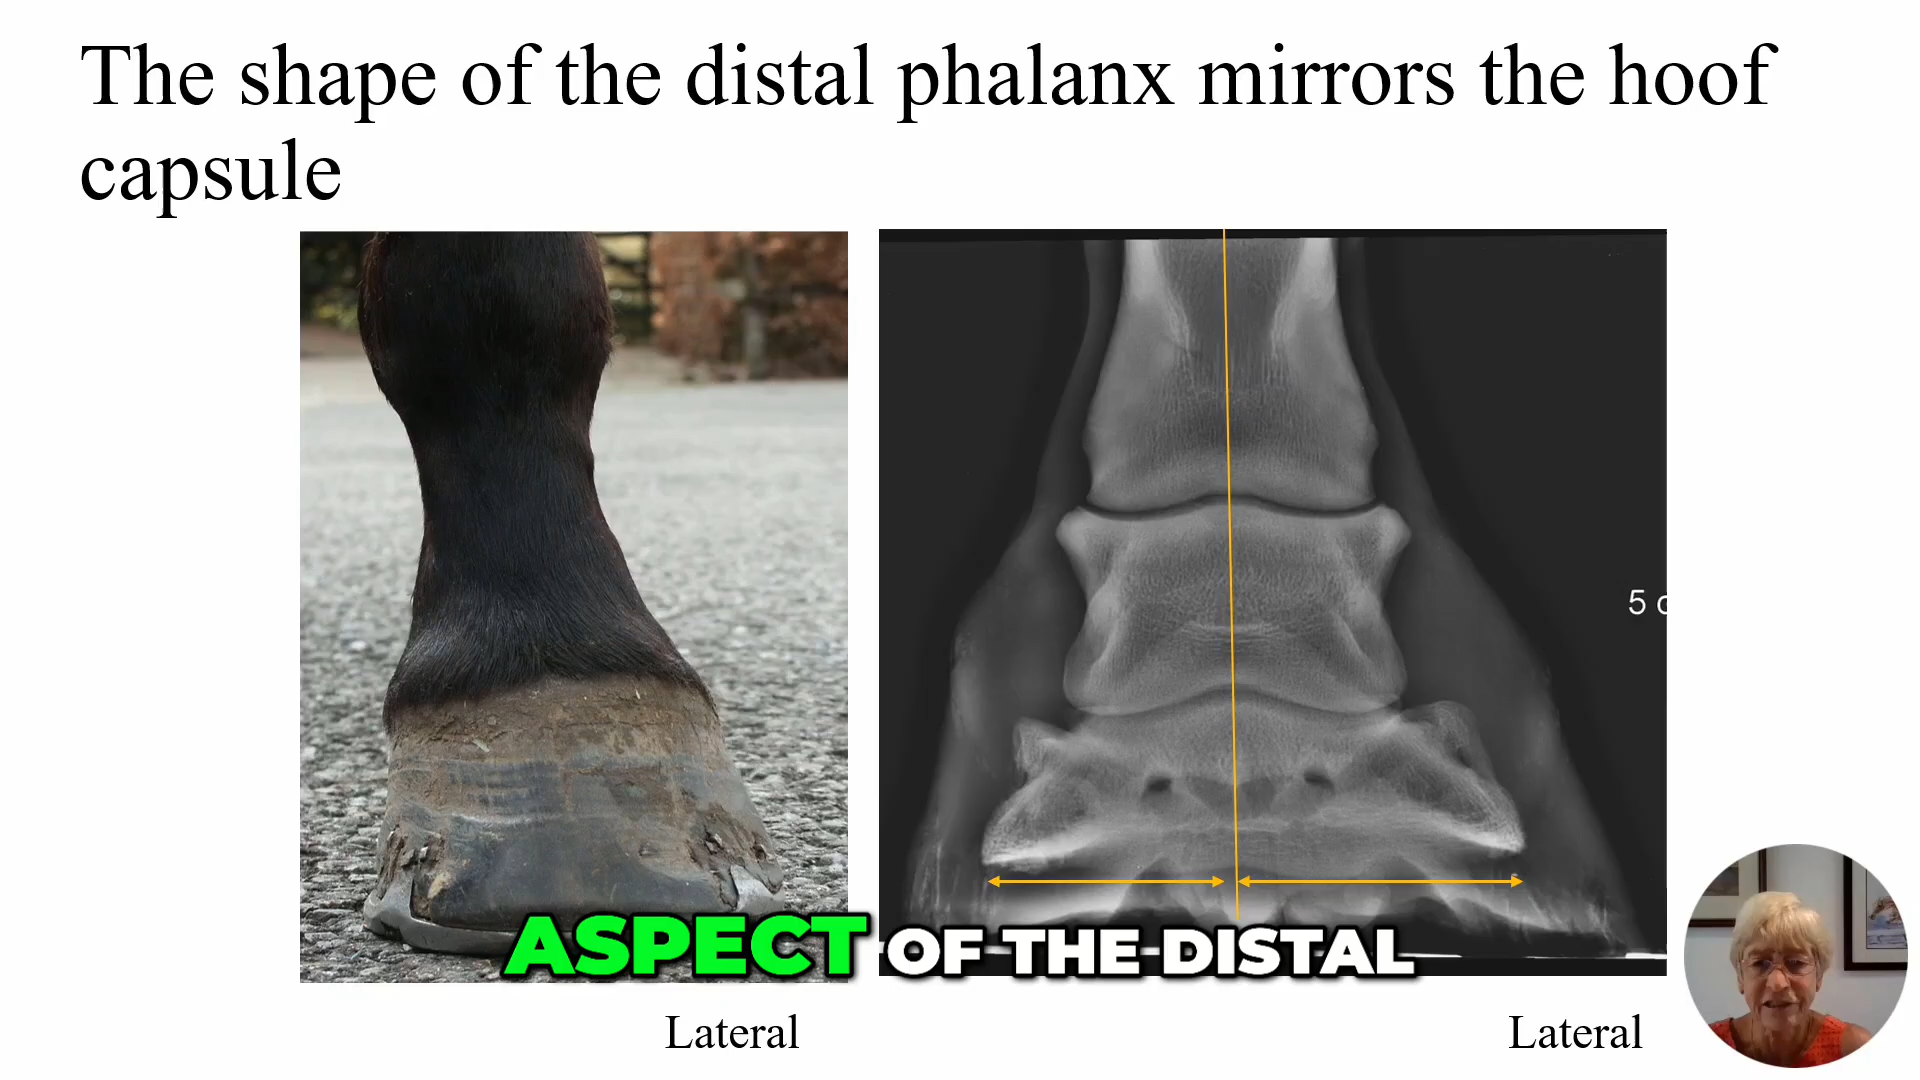 The shape of the distal phalanx mirrors the hoof
capsule
5 c
ASPECT OF THE DISTAL
Lateral
Lateral